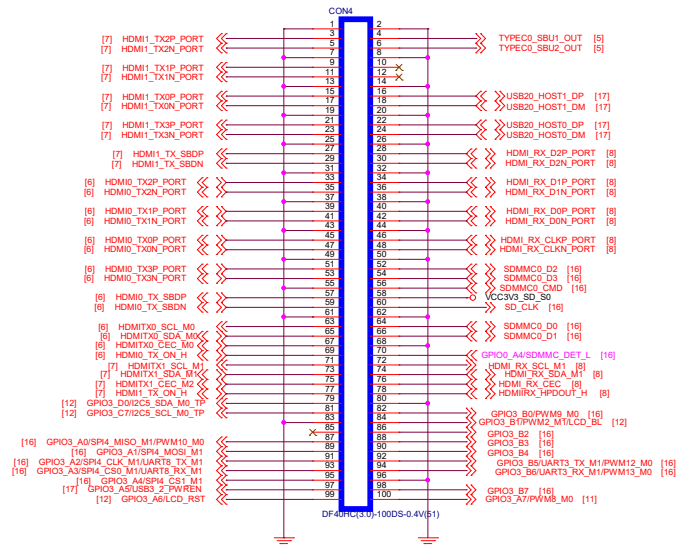 CON4
1 2
[7] HDMI1_TX2P_PORT 3 4 TYPEC0_SBU1_OUT [5]
[7] HDMI1_TX2N_PORT 5 6 TYPEC0_SBU2_OUT [5]
7 8
[7] HDMI1_TX1P_PORT 9 10
[7] HDMI1_TX1N_PORT 11 12
13 14
[7] HDMI1_TX0P_PORT 15 16 USB20_HOST1_DP [17]
[7] HDMI1_TX0N_PORT 17 18 USB20_HOST1_DM [17]
19 20
[7] HDMI1_TX3P_PORT 21 22 USB20_HOST0_DP [17]
[7] HDMI1_TX3N_PORT 23 24 USB20_HOST0_DM [17]
25 26
[7] HDMI1_TX_SBDP 27 28 HDMI_RX_D2P_PORT [8]
[7] HDMI1_TX_SBDN 29 30 HDMI_RX_D2N_PORT [8]
31 32
[6] HDMI0_TX2P_PORT 33 34 HDMI_RX_D1P_PORT [8]
[6] HDMI0_TX2N_PORT 35 36 HDMI_RX_D1N_PORT [8]
37 38
[6] HDMI0_TX1P_PORT 39 40 HDMI_RX_D0P_PORT [8]
[6] HDMI0_TX1N_PORT 41 42 HDMI_RX_D0N_PORT [8]
43 44
[6] HDMI0_TX0P_PORT 45 46 HDMI_RX_CLKP_PORT [8]
[6] HDMI0_TX0N_PORT 47 48 HDMI_RX_CLKN_PORT [8]
49 50
[6] HDMI0_TX3P_PORT 51 52 SDMMC0_D2 [16]
[6] HDMI0_TX3N_PORT 53 54 SDMMC0_D3 [16]
55 56 SDMMC0_CMD [16]
[6] HDMI0_TX_SBDP 57 58 VCC3V3_SD_S0
[6] HDMI0_TX_SBDN 59 60 SD_CLK [16]
61 62
[6] HDMITX0_SCL_M0 63 64 SDMMC0_D0 [16]
[6] HDMITX0_SDA_M0 65 66 SDMMC0_D1 [16]
[6] HDMITX0_CEC_M0 67 68
[6] HDMI0_TX_ON_H 69 70 GPIO0_A4/SDMMC_DET_L [16]
[7] HDMITX1_SCL_M1 71 72 HDMI_RX_SCL_M1 [8]
[7] HDMITX1_SDA_M1 73 74 HDMI_RX_SDA_M1 [8]
[7] HDMITX1_CEC_M2 75 76 HDMI_RX_CEC [8]
[7] HDMI1_TX_ON_H 77 78 HDMIIRX_HPDOUT_H [8]
[12] GPIO3_D0/I2C5_SDA_M0_TP 79 80
[12] GPIO3_C7/I2C5_SCL_M0_TP 81 82 GPIO3_B0/PWM9_M0 [16]
83 84 GPIO3_B1/PWM2_M1/LCD_BL [12]
85 86 GPIO3_B2 [16]
[16] GPIO3_A0/SPI4_MISO_M1/PWM10_M0 87 88 GPIO3_B3 [16]
[16] GPIO3_A1/SPI4_MOSI_M1 89 90 GPIO3_B4 [16]
[16] GPIO3_A2/SPI4_CLK_M1/UART8_TX_M1 91 92 GPIO3_B5/UART3_TX_M1/PWM12_M0 [16]
[16] GPIO3_A3/SPI4_CS0_M1/UART8_RX_M1 93 94 GPIO3_B6/UART3_RX_M1/PWM13_M0 [16]
[16] GPIO3_A4/SPI4_CS1_M1 95 96
[17] GPIO3_A5/USB3_2_PWREN 97 98 GPIO3_B7 [16]
[12] GPIO3_A6/LCD_RST 99 100 GPIO3_A7/PWM8_M0 [11]
DF40HC(3.0)-100DS-0.4V(51)